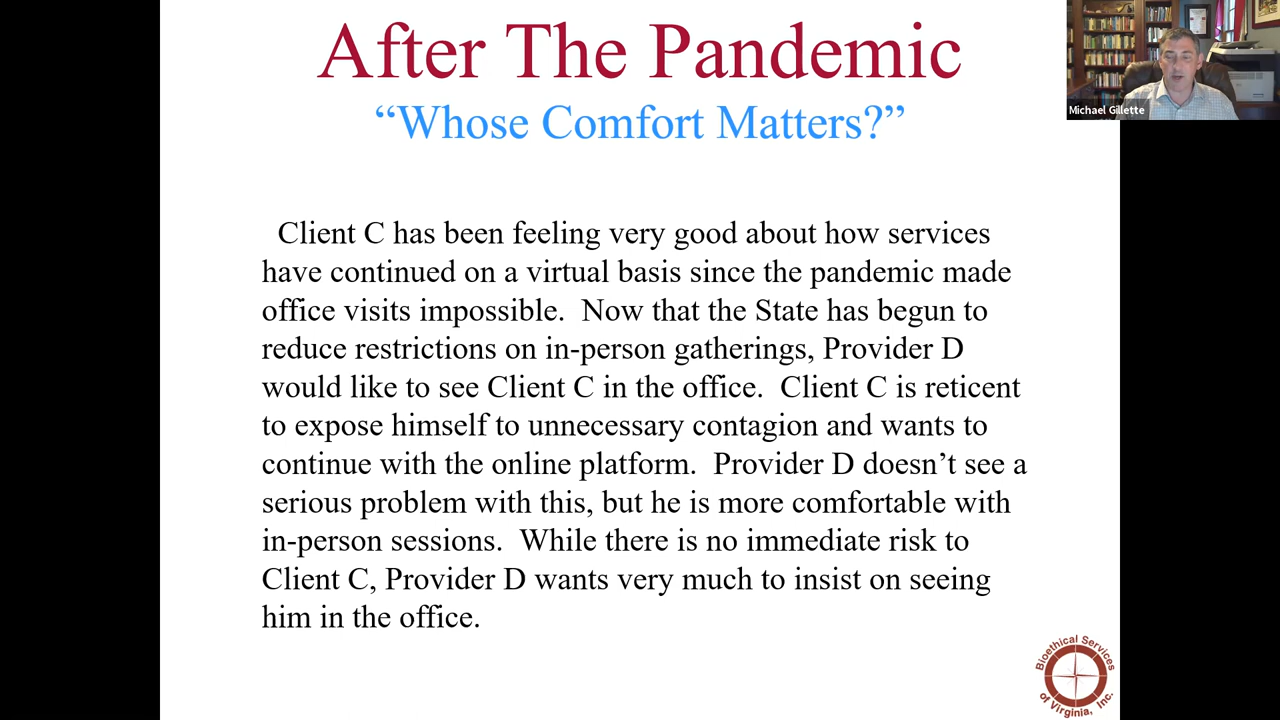 After The Pandemic
“Whose Comfort Matters?”
Michael Gillette
Client C has been feeling very good about how services
have continued on a virtual basis since the pandemic made
office visits impossible.  Now that the State has begun to
reduce restrictions on in-person gatherings, Provider D
would like to see Client C in the office.  Client C is reticent
to expose himself to unnecessary contagion and wants to
continue with the online platform.  Provider D doesn’t see a
serious problem with this, but he is more comfortable with
in-person sessions.  While there is no immediate risk to
Client C, Provider D wants very much to insist on seeing
him in the office.
Bioethical Services
of Virginia, Inc.